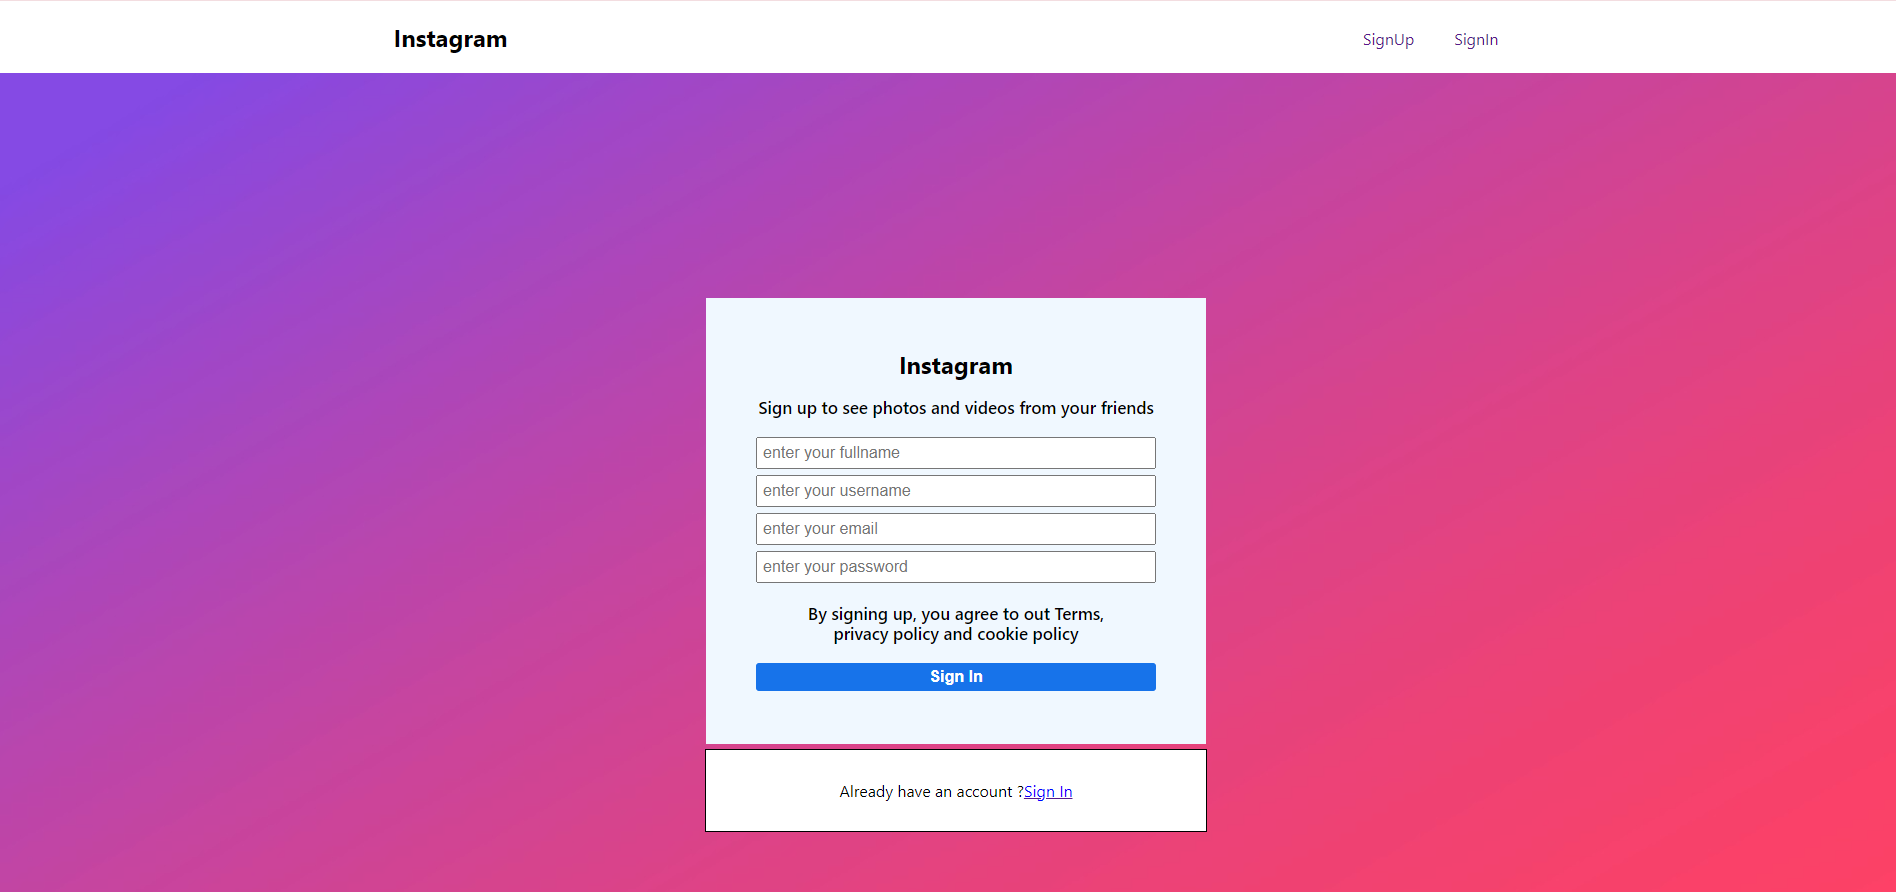 Instagram
SignUp
SignIn
Instagram
Sign up to see photos and videos from your friends
enter your fullname
enter your username
enter your email
enter your password
By signing up, you agree to out Terms,
privacy policy and cookie policy
Sign In
Already have an account ?Sign In